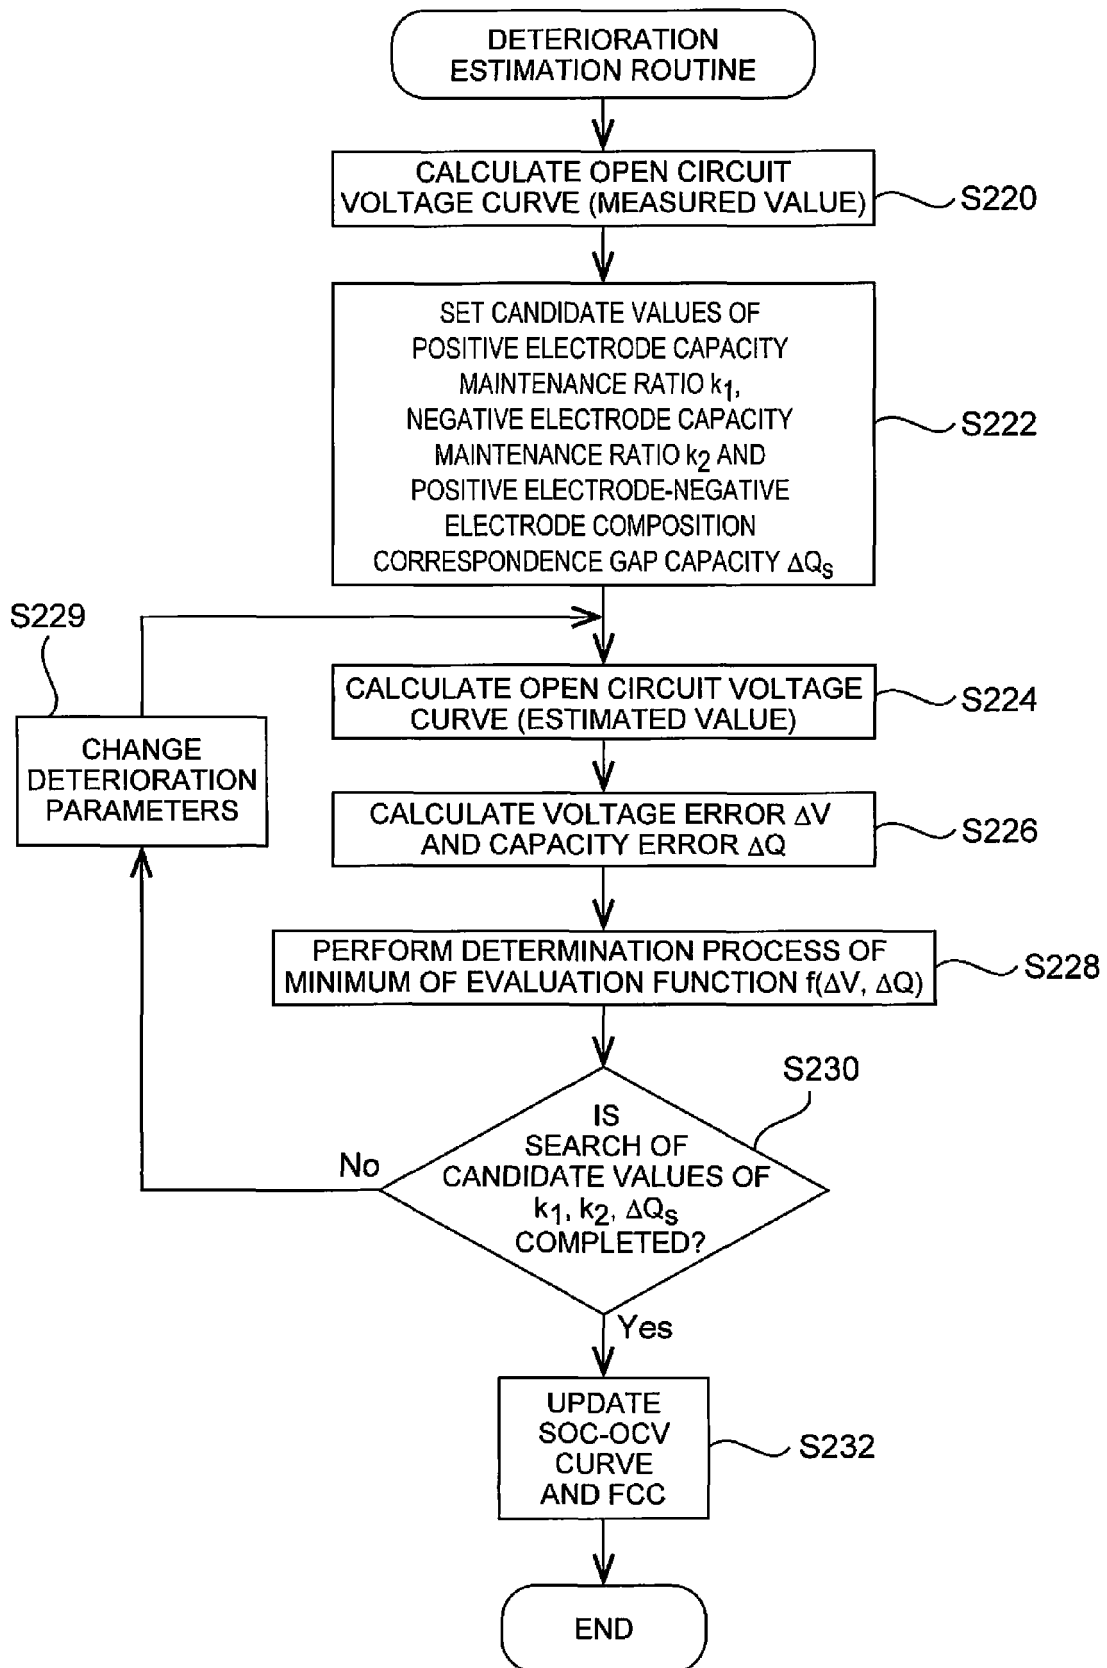 DETERIORATION
ESTIMATION ROUTINE
CALCULATE OPEN CIRCUIT
VOLTAGE CURVE (MEASURED VALUE)
S220
SET CANDIDATE VALUES OF
POSITIVE ELECTRODE CAPACITY
MAINTENANCE RATIO k1,
NEGATIVE ELECTRODE CAPACITY
MAINTENANCE RATIO k2 AND
POSITIVE ELECTRODE-NEGATIVE
ELECTRODE COMPOSITION
CORRESPONDENCE GAP CAPACITY ΔQs
S222
S229
CHANGE
DETERIORATION
PARAMETERS
CALCULATE OPEN CIRCUIT VOLTAGE
CURVE (ESTIMATED VALUE)
S224
CALCULATE VOLTAGE ERROR ΔV
AND CAPACITY ERROR ΔQ
S226
PERFORM DETERMINATION PROCESS OF
MINIMUM OF EVALUATION FUNCTION f(ΔV, ΔQ)
S228
S230
IS
SEARCH OF
CANDIDATE VALUES OF
k1, k2, ΔQs
COMPLETED?
No
Yes
UPDATE
SOC-OCV
CURVE
AND FCC
S232
END